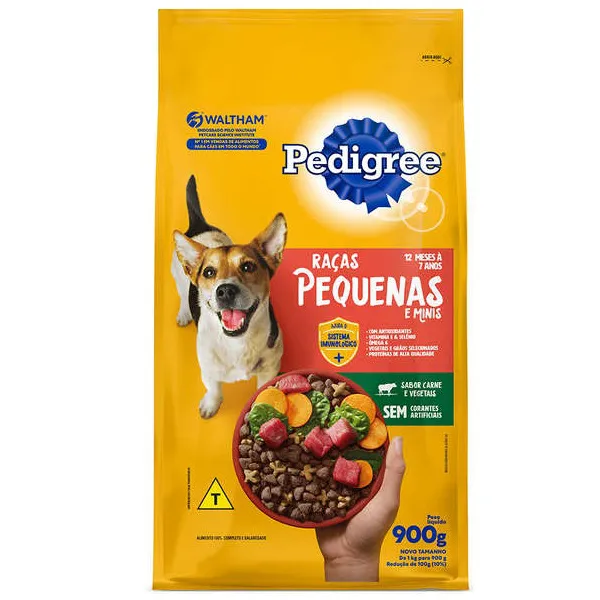 ABRIR AQUI
WALTHAM
ENDOSSADO PELO WALTHAM
PETCARE SCIENCE INSTITUTE
Nº 1 EM VENDAS DE ALIMENTOS
PARA CÃES EM TODO O MUNDO
Pedigree
RAÇAS
12 MESES À
7 ANOS
PEQUENAS
E MINIS
AJUDA O
SISTEMA
IMUNOLÓGICO
+
• COM ANTIOXIDANTES
• VITAMINA E & SELÊNIO
• ÔMEGA 6
• VEGETAIS E GRÃOS SELECIONADOS
• PROTEÍNAS DE ALTA QUALIDADE
SABOR CARNE
E VEGETAIS
SEM CORANTES
ARTIFICIAIS
T
ALIMENTO 100% COMPLETO E BALANCEADO
Peso
líquido
900g
NOVO TAMANHO
De 1 kg para 900 g
Redução de 100g (10%)